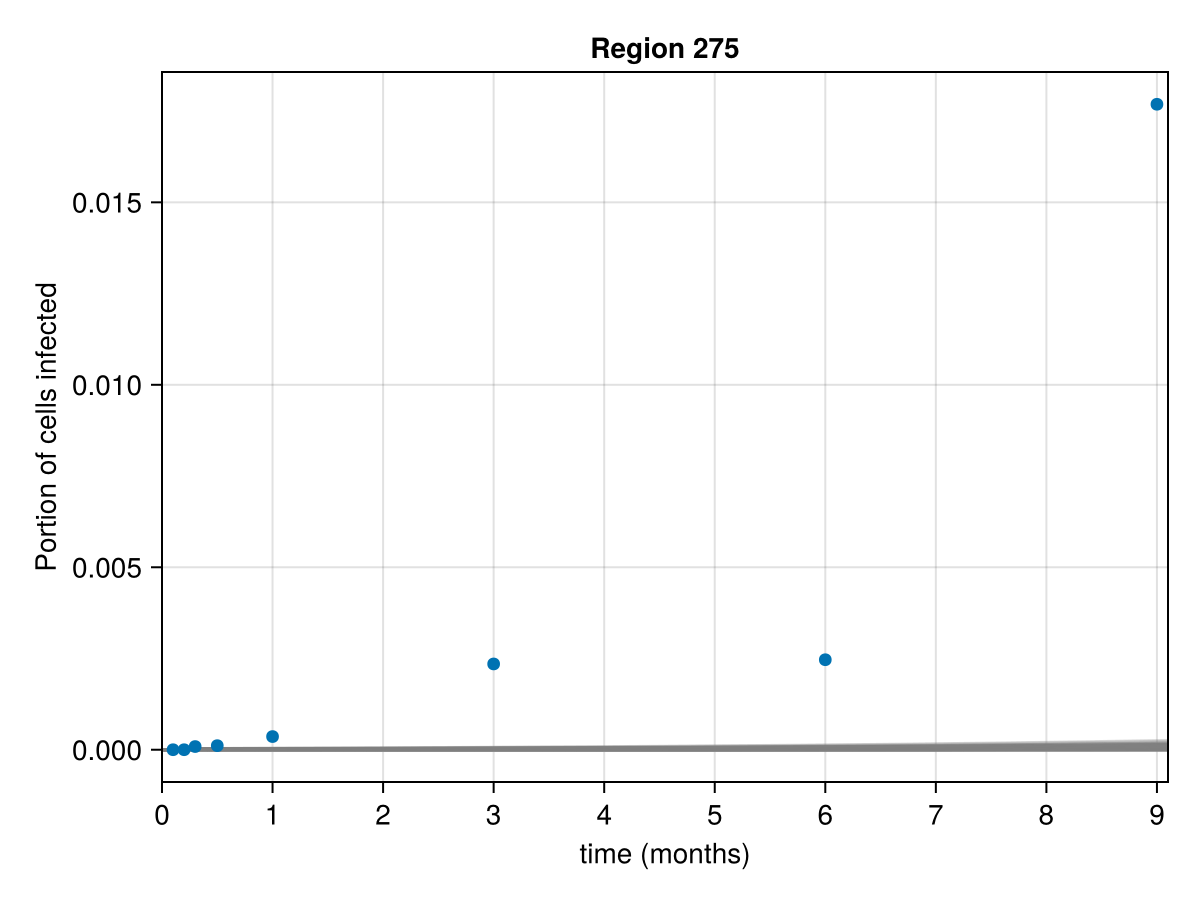 Region 275
Portion of cells infected
0.015
0.010
0.005
0.000
0 1 2 3 4 5 6 7 8 9
time (months)